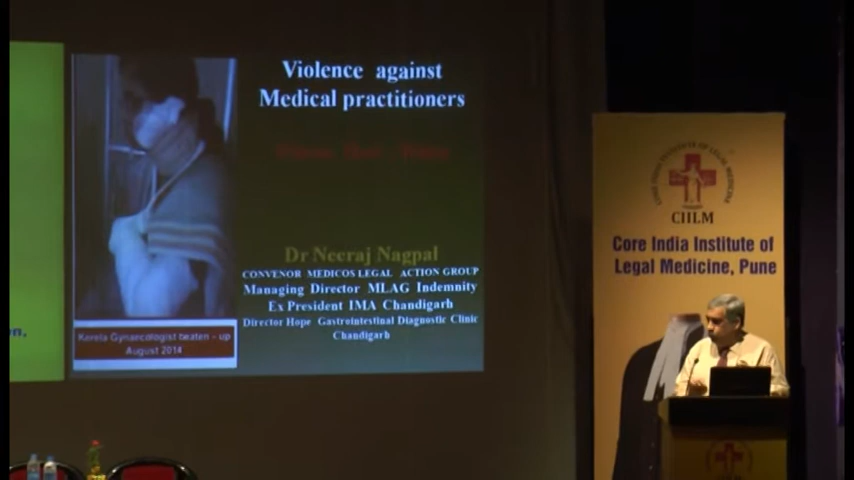 Violence against
Medical practitioners
Dr Neeraj Nagpal
CONVENOR MEDICOS LEGAL ACTION GROUP
Managing Director MLAG Indemnity
Ex President IMA Chandigarh
Director Hope Gastrointestinal Diagnostic Clinic
Chandigarh
Kerela Gynaecologist beaten - up
August 2014
CIILM
Core India Institute of
Legal Medicine, Pune